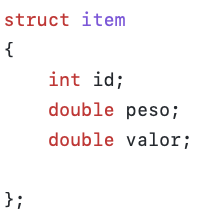 struct item
{
    int id;
    double peso;
    double valor;

};